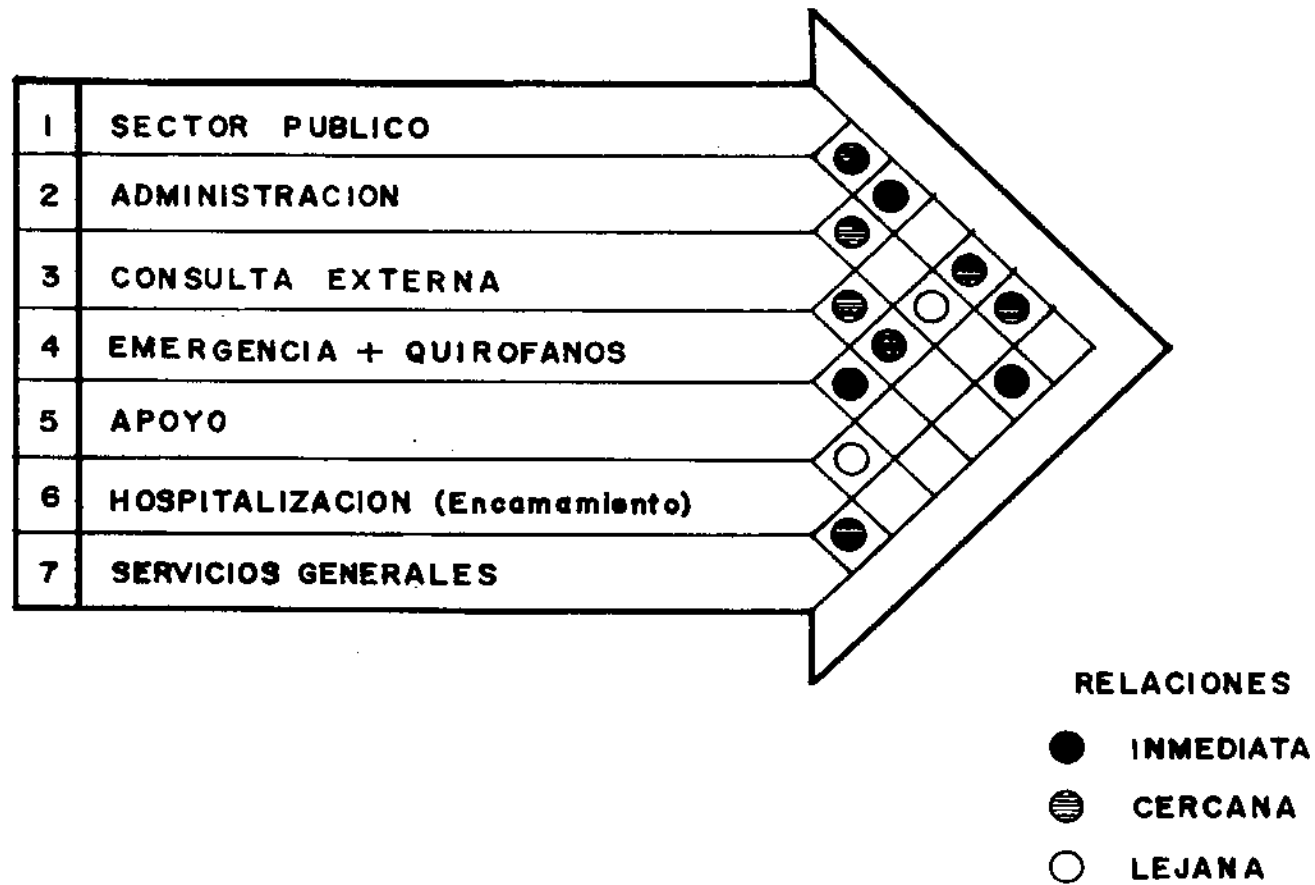 1 SECTOR PUBLICO
2 ADMINISTRACION
3 CONSULTA EXTERNA
4 EMERGENCIA + QUIROFANOS
5 APOYO
6 HOSPITALIZACION (Encamamiento)
7 SERVICIOS GENERALES
RELACIONES
INMEDIATA
CERCANA
LEJANA